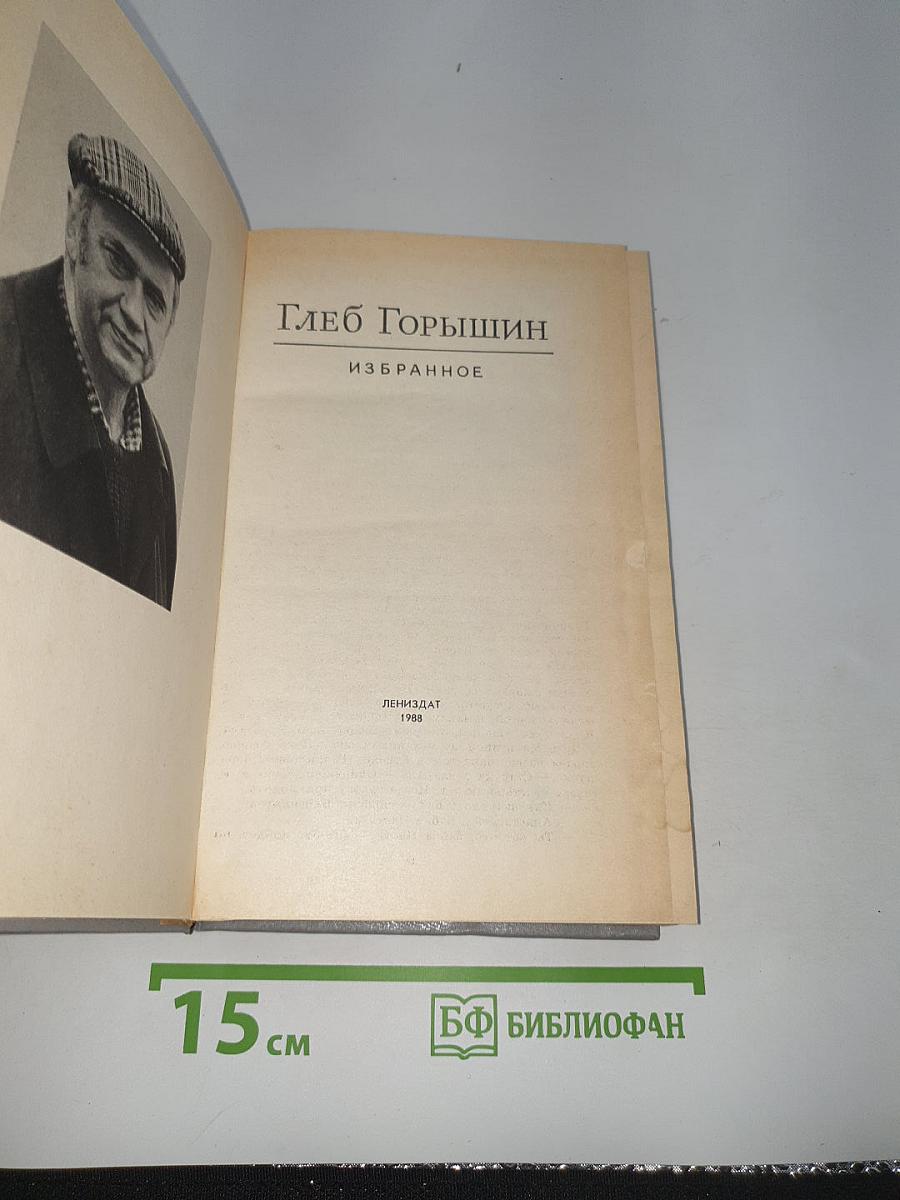 Глеб Горышин
ИЗБРАННОЕ
ЛЕНИЗДАТ
1988
15 см
БФ БИБЛИОФАН